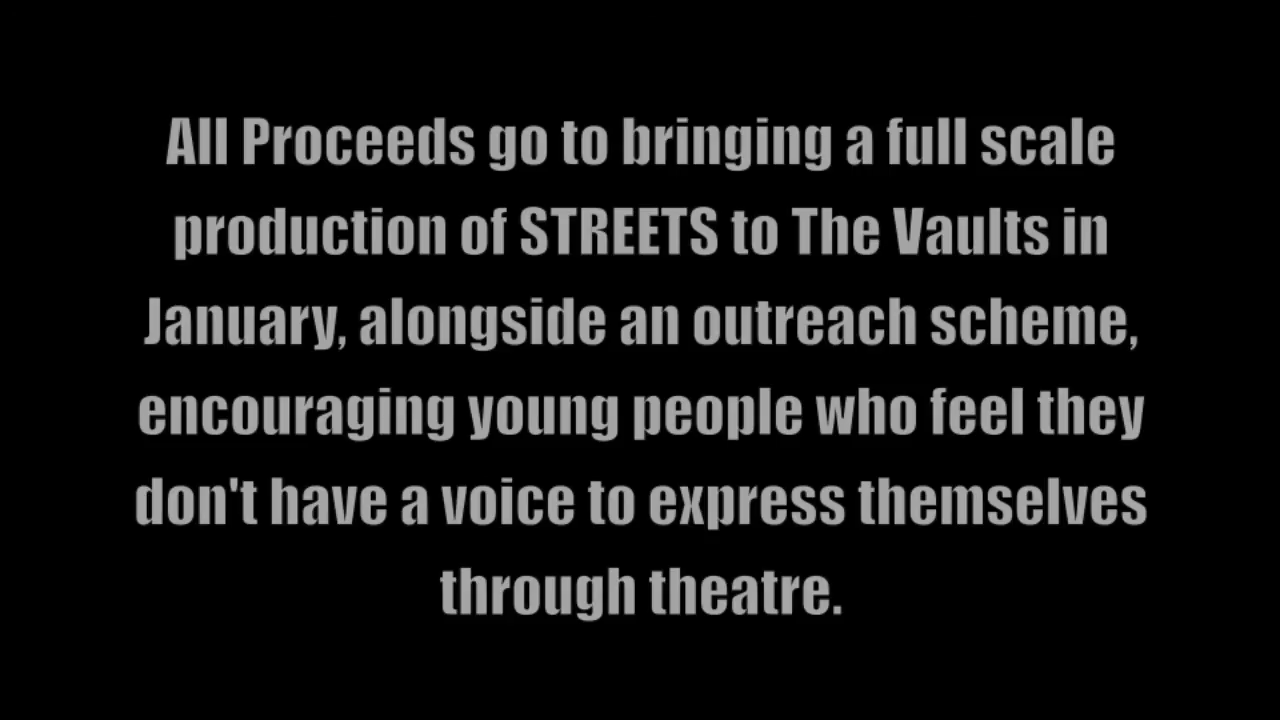 All Proceeds go to bringing a full scale
production of STREETS to The Vaults in
January, alongside an outreach scheme,
encouraging young people who feel they
don't have a voice to express themselves
through theatre.